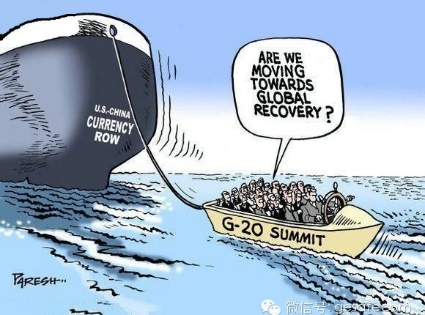 ARE WE
MOVING
TOWARDS
GLOBAL
RECOVERY?
U.S.-CHINA
CURRENCY
ROW
G-20 SUMMIT
PARESH...
微信号: